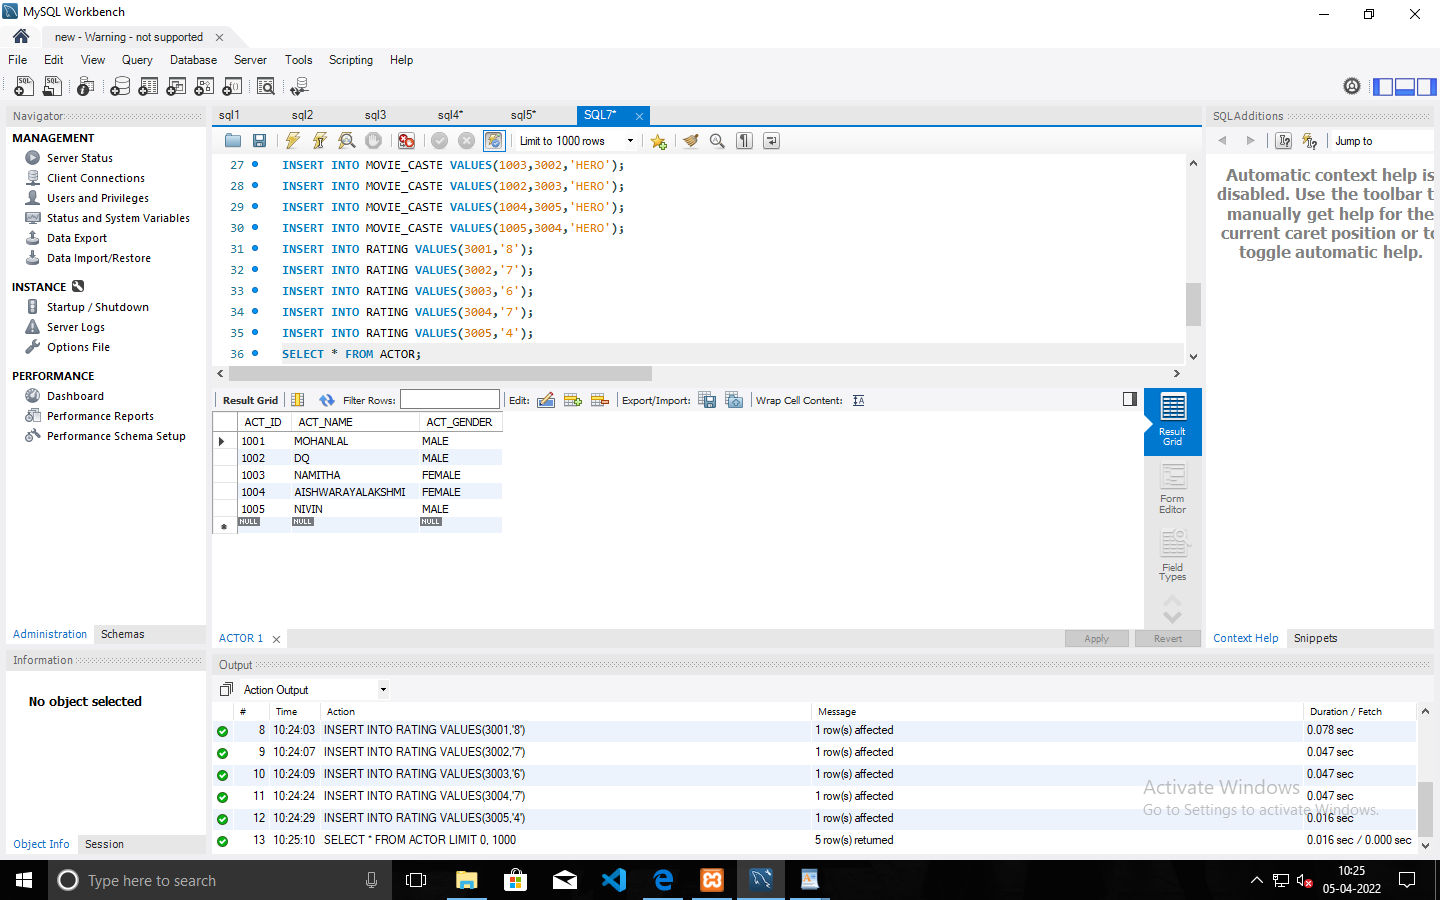 MySQL Workbench
new - Warning - not supported
File Edit View Query Database Server Tools Scripting Help
Navigator
MANAGEMENT
Server Status
Client Connections
Users and Privileges
Status and System Variables
Data Export
Data Import/Restore
INSTANCE
Startup / Shutdown
Server Logs
Options File
PERFORMANCE
Dashboard
Performance Reports
Performance Schema Setup
Administration Schemas
Information
No object selected
Object Info Session
sql1 sql2 sql3 sql4* sql5* SQL7*
Limit to 1000 rows
27 INSERT INTO MOVIE_CASTE VALUES(1003,3002,'HERO');
28 INSERT INTO MOVIE_CASTE VALUES(1002,3003,'HERO');
29 INSERT INTO MOVIE_CASTE VALUES(1004,3005,'HERO');
30 INSERT INTO MOVIE_CASTE VALUES(1005,3004,'HERO');
31 INSERT INTO RATING VALUES(3001,'8');
32 INSERT INTO RATING VALUES(3002,'7');
33 INSERT INTO RATING VALUES(3003,'6');
34 INSERT INTO RATING VALUES(3004,'7');
35 INSERT INTO RATING VALUES(3005,'4');
36 SELECT * FROM ACTOR;
Result Grid Filter Rows: Edit: Export/Import: Wrap Cell Content:
ACT_ID ACT_NAME ACT_GENDER
1001 MOHANLAL MALE
1002 DQ MALE
1003 NAMITHA FEMALE
1004 AISHWARAYALAKSHMI FEMALE
1005 NIVIN MALE
NULL NULL NULL
Result
Grid
Form
Editor
Field
Types
ACTOR 1
Apply Revert
SQLAdditions
Jump to
Automatic context help is
disabled. Use the toolbar t
manually get help for the
current caret position or to
toggle automatic help.
Context Help Snippets
Output
Action Output
# Time Action Message Duration / Fetch
8 10:24:03 INSERT INTO RATING VALUES(3001,'8') 1 row(s) affected 0.078 sec
9 10:24:07 INSERT INTO RATING VALUES(3002,'7') 1 row(s) affected 0.047 sec
10 10:24:09 INSERT INTO RATING VALUES(3003,'6') 1 row(s) affected 0.047 sec
11 10:24:24 INSERT INTO RATING VALUES(3004,'7') 1 row(s) affected 0.047 sec
12 10:24:29 INSERT INTO RATING VALUES(3005,'4') 1 row(s) affected 0.016 sec
13 10:25:10 SELECT * FROM ACTOR LIMIT 0, 1000 5 row(s) returned 0.016 sec / 0.000 sec
Activate Windows
Go to Settings to activate Windows.
Type here to search
10:25
05-04-2022